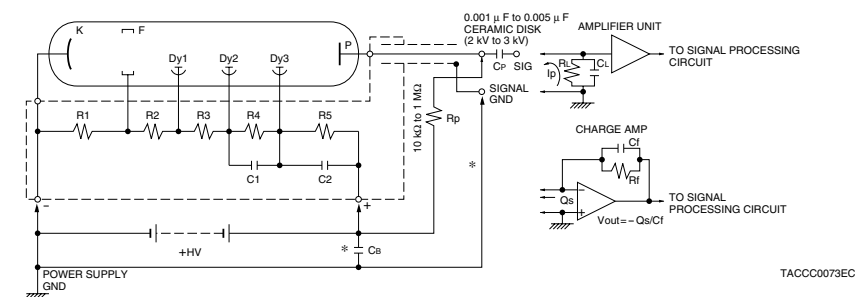 0.001 μF to 0.005 μF
CERAMIC DISK
(2 kV to 3 kV)
AMPLIFIER UNIT
K
F
Dy1
Dy2
Dy3
P
CP
SIG
Ip
RL
CL
TO SIGNAL PROCESSING
CIRCUIT
SIGNAL
GND
R1
R2
R3
R4
R5
10 kΩ to 1 MΩ
Rp
*
C1
C2
CHARGE AMP
Cf
Rf
Qs
−
+
Vout=−Qs/Cf
TO SIGNAL
PROCESSING CIRCUIT
−
+
+HV
* CB
POWER SUPPLY
GND
TACCC0073EC